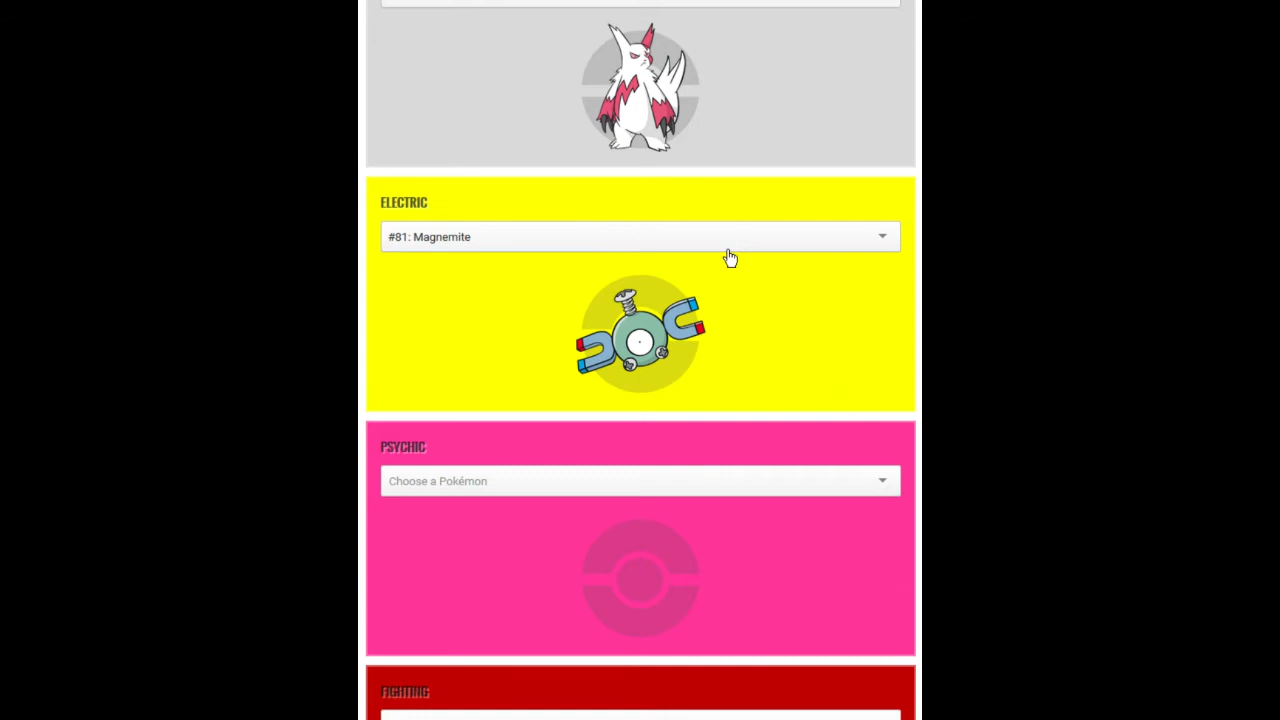 ELECTRIC
#81: Magnemite
PSYCHIC
Choose a Pokémon
FIGHTING